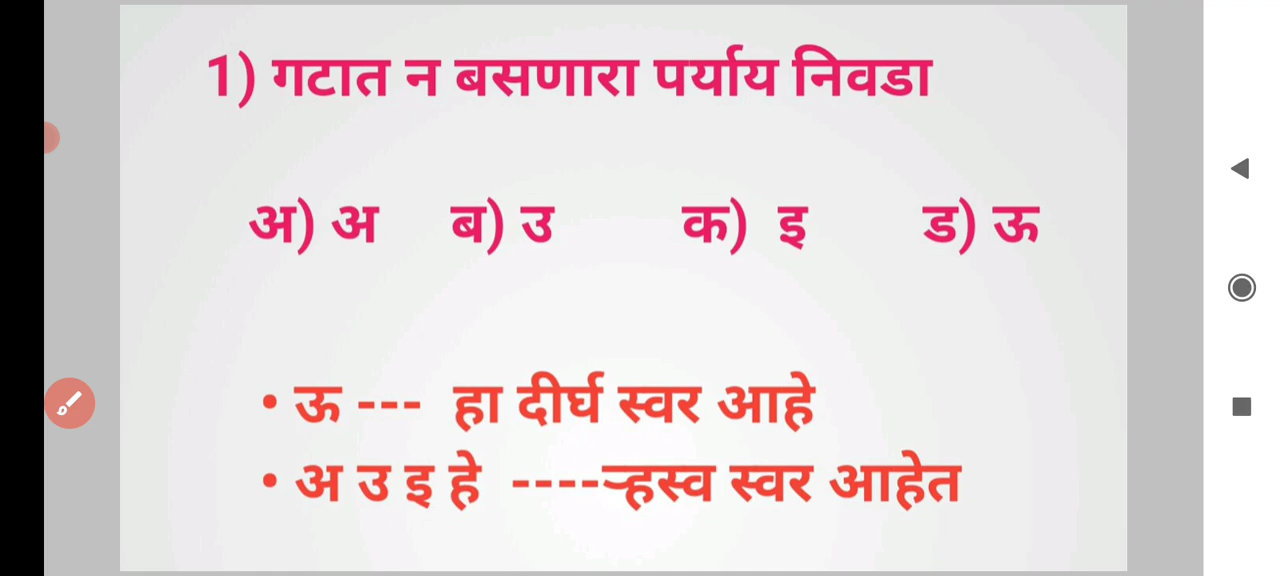 1) गटात न बसणारा पर्याय निवडा
अ) अ ब) उ क) इ ड) ऊ
• ऊ --- हा दीर्घ स्वर आहे
• अ उ इ हे ----ऱ्हस्व स्वर आहेत